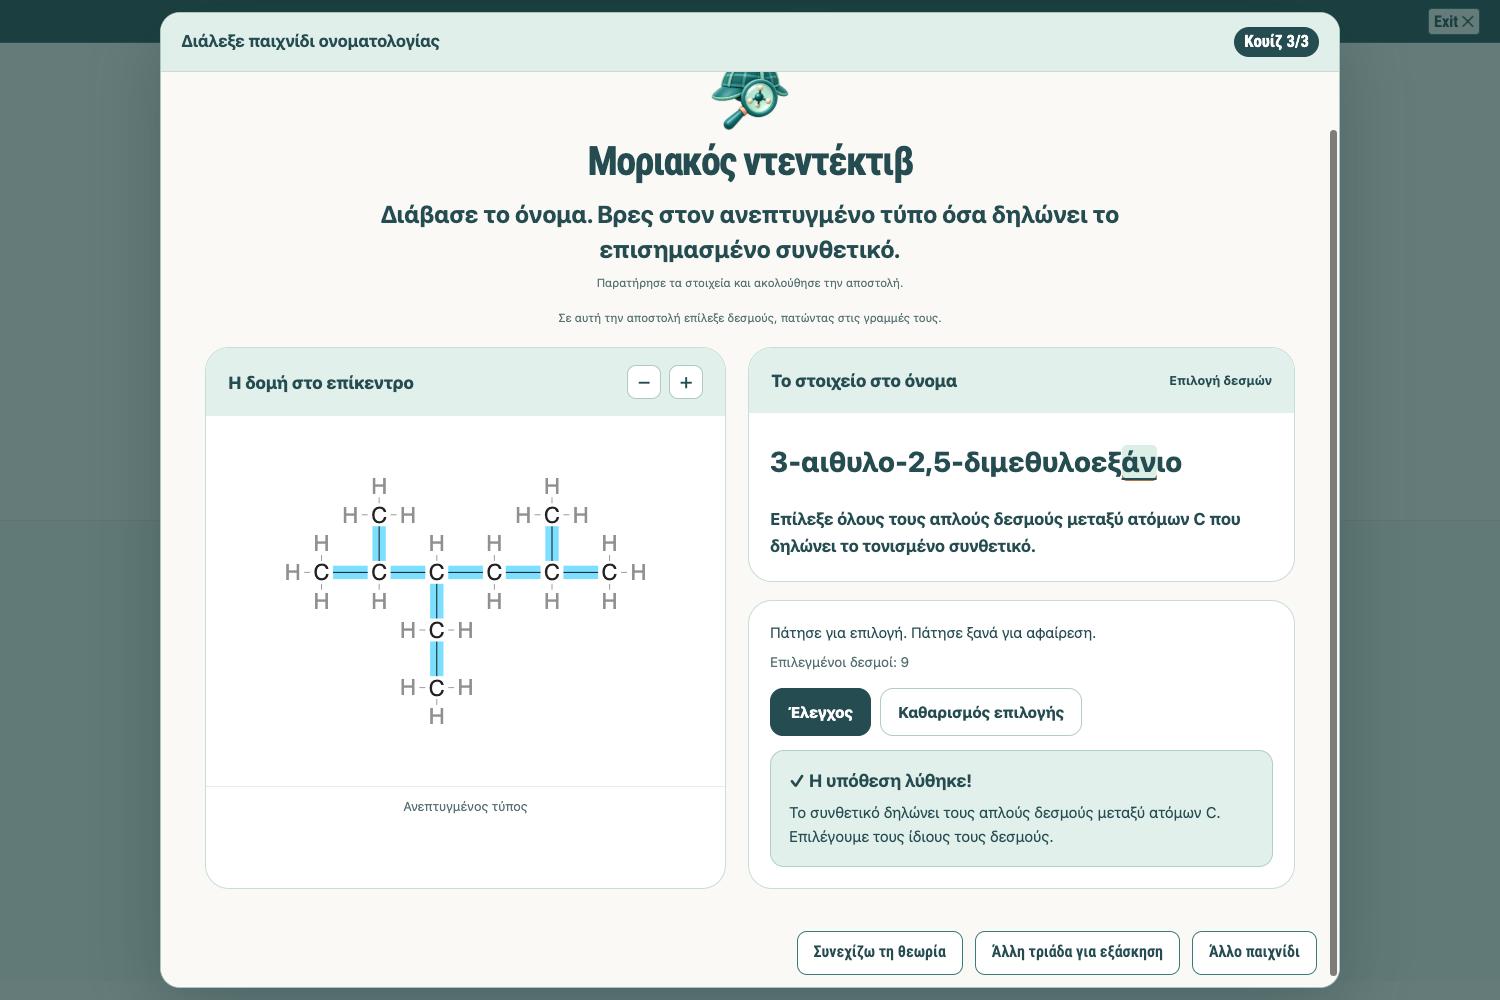 Exit
Διάλεξε παιχνίδι ονοματολογίας
Κουίζ 3/3
Μοριακός ντεντέκτιβ
Διάβασε το όνομα. Βρες στον ανεπτυγμένο τύπο όσα δηλώνει το
επισημασμένο συνθετικό.
Παρατήρησε τα στοιχεία και ακολούθησε την αποστολή.
Σε αυτή την αποστολή επίλεξε δεσμούς, πατώντας στις γραμμές τους.
Η δομή στο επίκεντρο
− +
H H
H C H H C H
H H H H
H C C C C C C H
H H H H H
H C H
H C H
H
Ανεπτυγμένος τύπος
Το στοιχείο στο όνομα
Επιλογή δεσμών
3-αιθυλο-2,5-διμεθυλοεξάνιο
Επίλεξε όλους τους απλούς δεσμούς μεταξύ ατόμων C που
δηλώνει το τονισμένο συνθετικό.
Πάτησε για επιλογή. Πάτησε ξανά για αφαίρεση.
Επιλεγμένοι δεσμοί: 9
Έλεγχος
Καθαρισμός επιλογής
✓ Η υπόθεση λύθηκε!
Το συνθετικό δηλώνει τους απλούς δεσμούς μεταξύ ατόμων C.
Επιλέγουμε τους ίδιους τους δεσμούς.
Συνεχίζω τη θεωρία
Άλλη τριάδα για εξάσκηση
Άλλο παιχνίδι